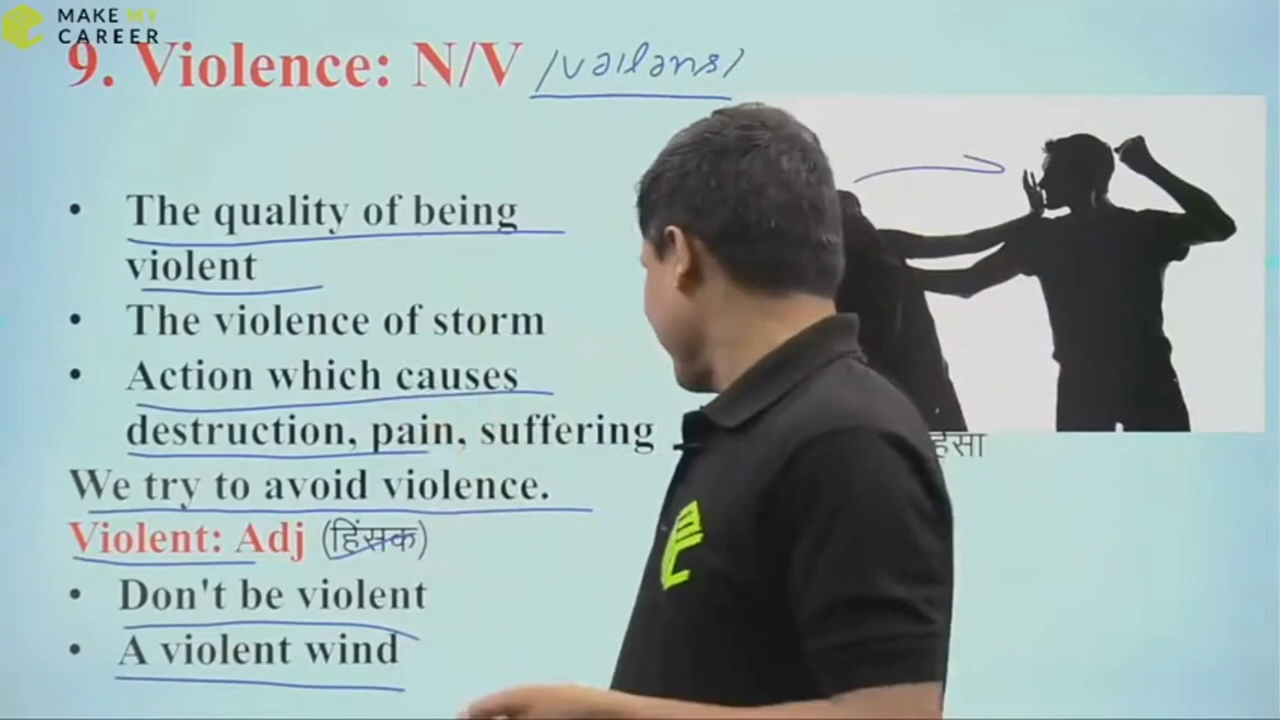 MAKE MY
CAREER
9. Violence: N/V /vaɪləns/
• The quality of being
violent
• The violence of storm
• Action which causes
destruction, pain, suffering
We try to avoid violence.
Violent: Adj (हिंसक)
• Don't be violent
• A violent wind